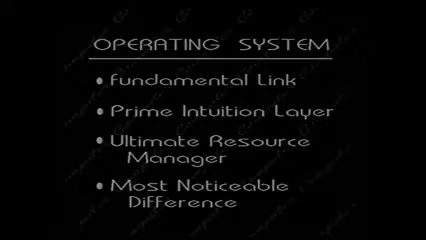 OPERATING SYSTEM
• Fundamental Link
• Prime Intuition Layer
• Ultimate Resource
Manager
• Most Noticeable
Difference